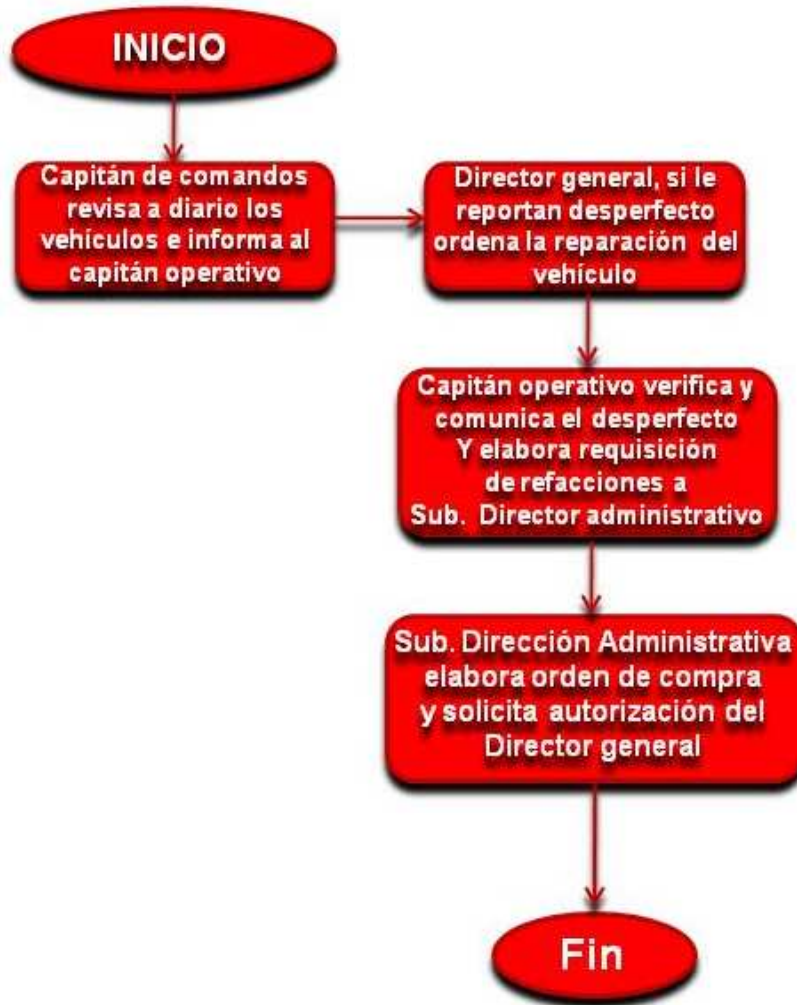 INICIO
Capitán de comandos
revisa a diario los
vehículos e informa al
capitán operativo
Director general, si le
reportan desperfecto
ordena la reparación del
vehículo
Capitán operativo verifica y
comunica el desperfecto
Y elabora requisición
de refacciones a
Sub. Director administrativo
Sub. Dirección Administrativa
elabora orden de compra
y solicita autorización del
Director general
Fin